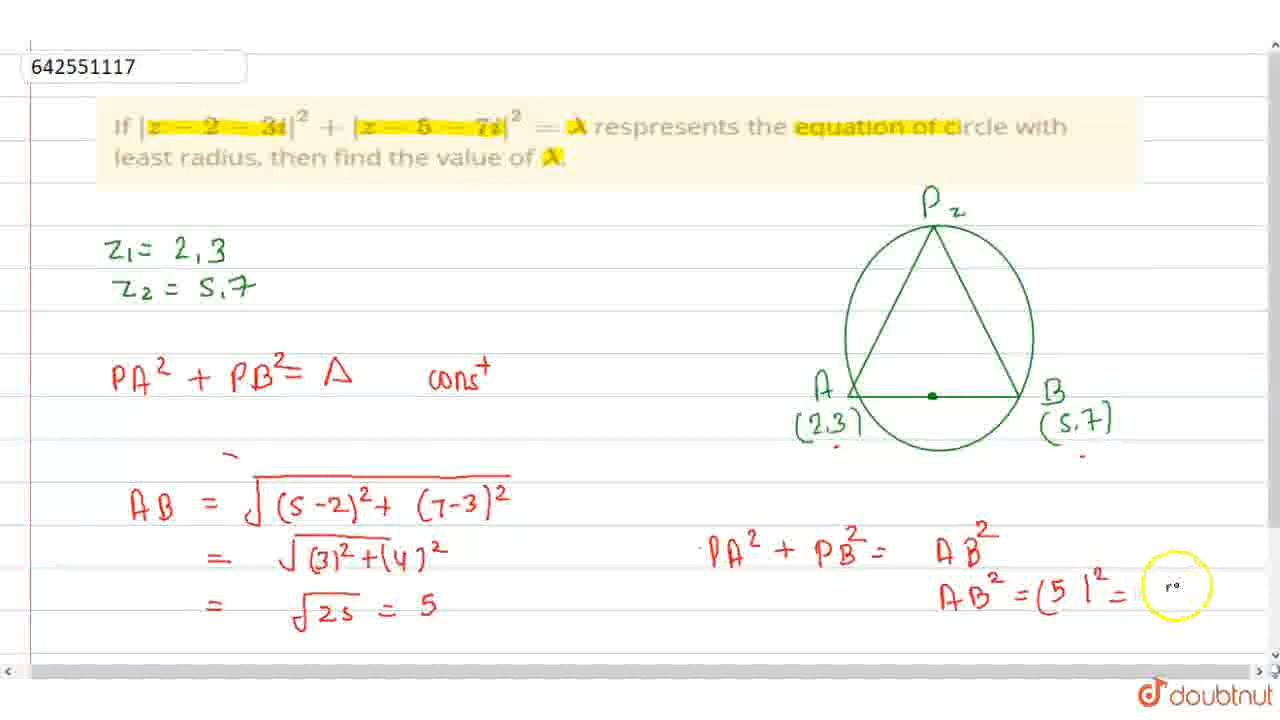 642551117
If |z − 2 − 3i|² + |z − 5 − 7i|² = λ respresents the equation of circle with
least radius, then find the value of λ.
P z
z₁ = 2, 3
z₂ = 5, 7
PA² + PB² = Δ const
A B
(2,3) (5,7)
AB = √(5-2)² + (7-3)²
= √(3)² + (4)²
= √25 = 5
PA² + PB² = AB²
AB² = (5)² =
doubtnut